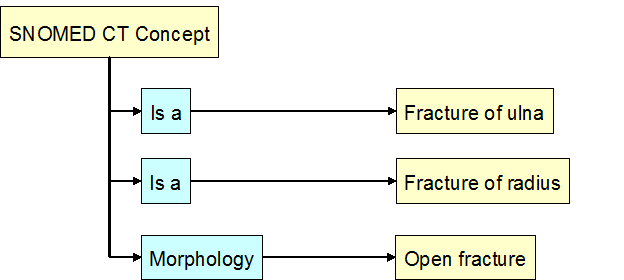 SNOMED CT Concept
Is a
Fracture of ulna
Is a
Fracture of radius
Morphology
Open fracture